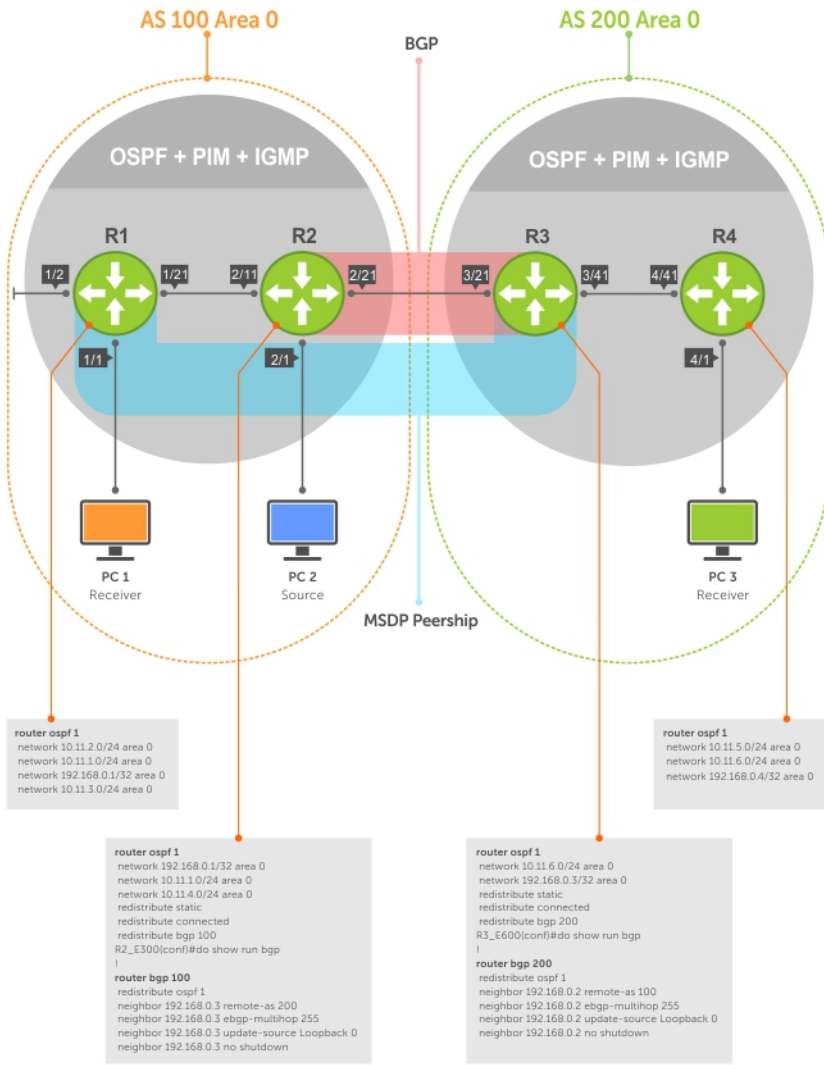 AS 100 Area 0
AS 200 Area 0
BGP
OSPF + PIM + IGMP
OSPF + PIM + IGMP
R1
R2
R3
R4
1/2
1/21
2/11
2/21
3/21
3/41
4/41
1/1
2/1
4/1
PC 1
Receiver
PC 2
Source
PC 3
Receiver
MSDP Peership
router ospf 1
network 10.11.2.0/24 area 0
network 10.11.1.0/24 area 0
network 192.168.0.1/32 area 0
network 10.11.3.0/24 area 0
router ospf 1
network 10.11.5.0/24 area 0
network 10.11.6.0/24 area 0
network 192.168.0.4/32 area 0
router ospf 1
network 192.168.0.1/32 area 0
network 10.11.1.0/24 area 0
network 10.11.4.0/24 area 0
redistribute static
redistribute connected
redistribute bgp 100
R2_E300(conf)#do show run bgp
!
router bgp 100
redistribute ospf 1
neighbor 192.168.0.3 remote-as 200
neighbor 192.168.0.3 ebgp-multihop 255
neighbor 192.168.0.3 update-source Loopback 0
neighbor 192.168.0.3 no shutdown
router ospf 1
network 10.11.6.0/24 area 0
network 192.168.0.3/32 area 0
redistribute static
redistribute connected
redistribute bgp 200
R3_E600(conf)#do show run bgp
!
router bgp 200
redistribute ospf 1
neighbor 192.168.0.2 remote-as 100
neighbor 192.168.0.2 ebgp-multihop 255
neighbor 192.168.0.2 update-source Loopback 0
neighbor 192.168.0.2 no shutdown